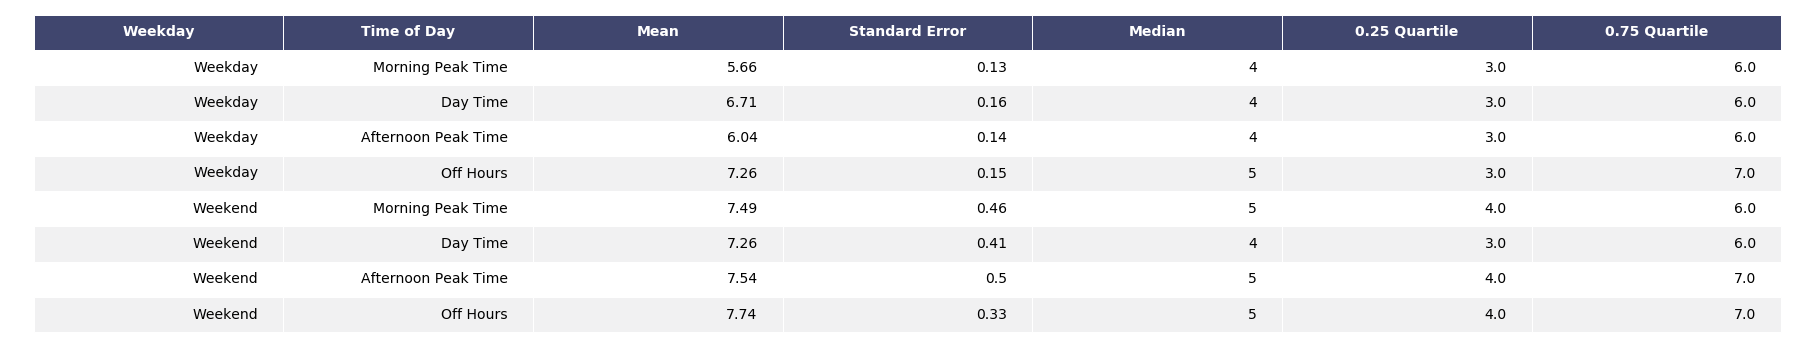 Weekday Time of Day Mean Standard Error Median 0.25 Quartile 0.75 Quartile
Weekday Morning Peak Time 5.66 0.13 4 3.0 6.0
Weekday Day Time 6.71 0.16 4 3.0 6.0
Weekday Afternoon Peak Time 6.04 0.14 4 3.0 6.0
Weekday Off Hours 7.26 0.15 5 3.0 7.0
Weekend Morning Peak Time 7.49 0.46 5 4.0 6.0
Weekend Day Time 7.26 0.41 4 3.0 6.0
Weekend Afternoon Peak Time 7.54 0.5 5 4.0 7.0
Weekend Off Hours 7.74 0.33 5 4.0 7.0